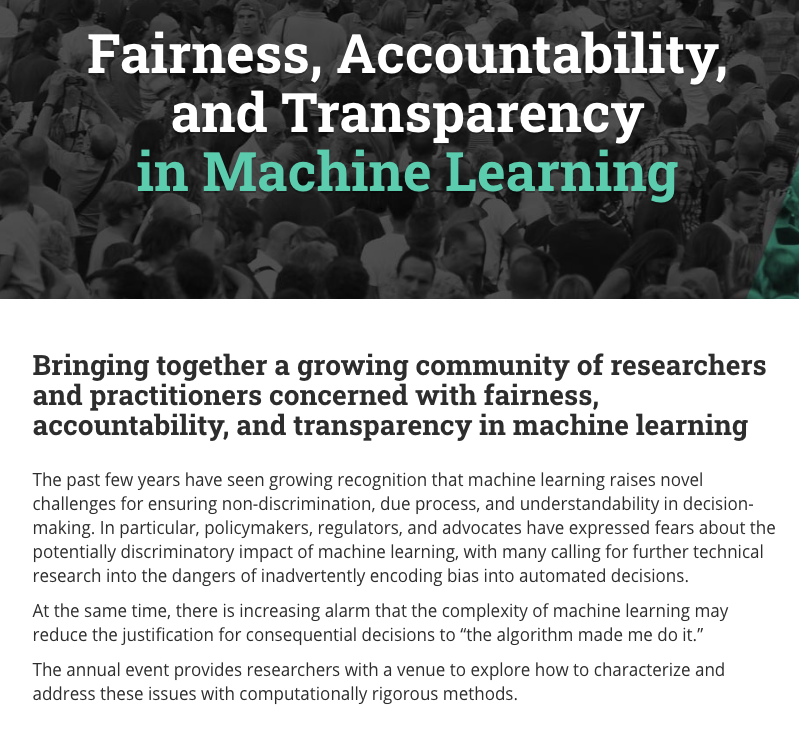 Fairness, Accountability,
and Transparency
in Machine Learning
Bringing together a growing community of researchers
and practitioners concerned with fairness,
accountability, and transparency in machine learning
The past few years have seen growing recognition that machine learning raises novel
challenges for ensuring non-discrimination, due process, and understandability in decision-
making. In particular, policymakers, regulators, and advocates have expressed fears about the
potentially discriminatory impact of machine learning, with many calling for further technical
research into the dangers of inadvertently encoding bias into automated decisions.
At the same time, there is increasing alarm that the complexity of machine learning may
reduce the justification for consequential decisions to “the algorithm made me do it.”
The annual event provides researchers with a venue to explore how to characterize and
address these issues with computationally rigorous methods.